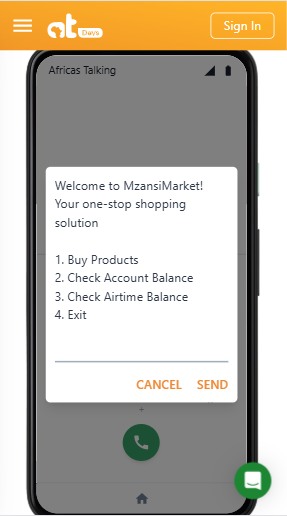 at Devs
Sign In
Africas Talking
Welcome to MzansiMarket!
Your one-stop shopping
solution
1. Buy Products
2. Check Account Balance
3. Check Airtime Balance
4. Exit
CANCEL SEND
+